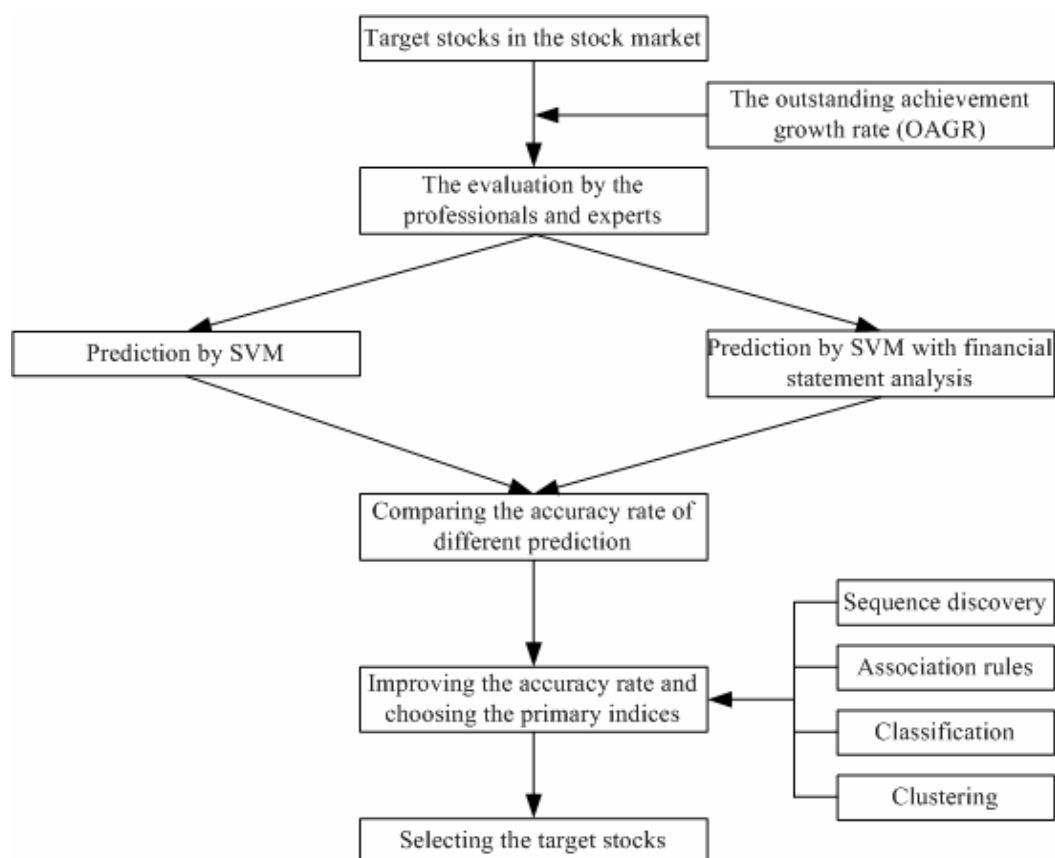 Target stocks in the stock market
The outstanding achievement
growth rate (OAGR)
The evaluation by the
professionals and experts
Prediction by SVM
Prediction by SVM with financial
statement analysis
Comparing the accuracy rate of
different prediction
Sequence discovery
Association rules
Improving the accuracy rate and
choosing the primary indices
Classification
Clustering
Selecting the target stocks